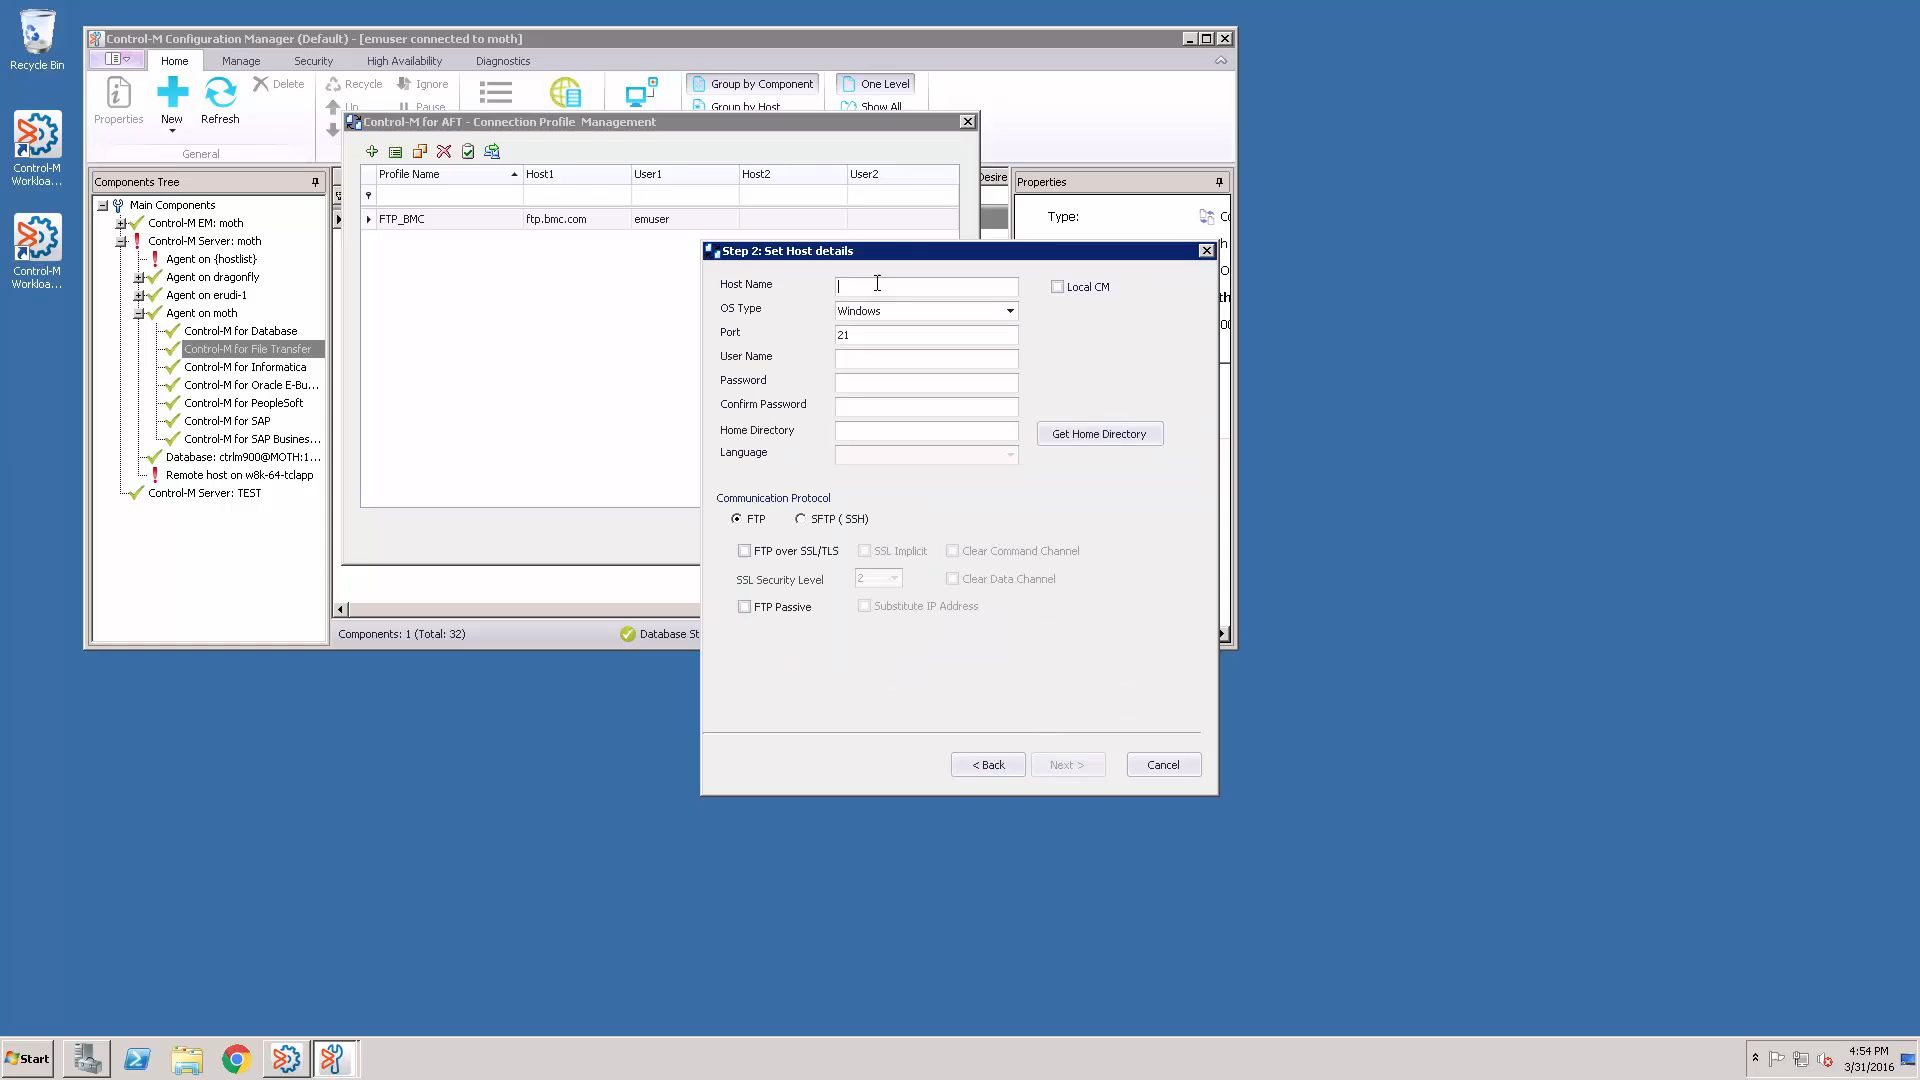 Recycle Bin
Control-M
Workloa...
Control-M
Workloa...
Control-M Configuration Manager (Default) - [emuser connected to moth]
Home
Manage
Security
High Availability
Diagnostics
Properties
New
Refresh
Delete
General
Recycle
Ignore
Up
Pause
Group by Component
Group by Host
One Level
Show All
Components Tree
Main Components
Control-M EM: moth
Control-M Server: moth
Agent on {hostlist}
Agent on dragonfly
Agent on erudi-1
Agent on moth
Control-M for Database
Control-M for File Transfer
Control-M for Informatica
Control-M for Oracle E-Bu...
Control-M for PeopleSoft
Control-M for SAP
Control-M for SAP Busines...
Database: ctrlm900@MOTH:1...
Remote host on w8k-64-tclapp
Control-M Server: TEST
Control-M for AFT - Connection Profile Management
Profile Name Host1 User1 Host2 User2
FTP_BMC ftp.bmc.com emuser
Desire
Properties
Type:
Components: 1 (Total: 32)
Database St
Step 2: Set Host details
Host Name
Local CM
OS Type Windows
Port 21
User Name
Password
Confirm Password
Home Directory
Get Home Directory
Language
Communication Protocol
FTP SFTP ( SSH)
FTP over SSL/TLS SSL Implicit Clear Command Channel
SSL Security Level 2 Clear Data Channel
FTP Passive Substitute IP Address
< Back Next > Cancel
Start
4:54 PM
3/31/2016